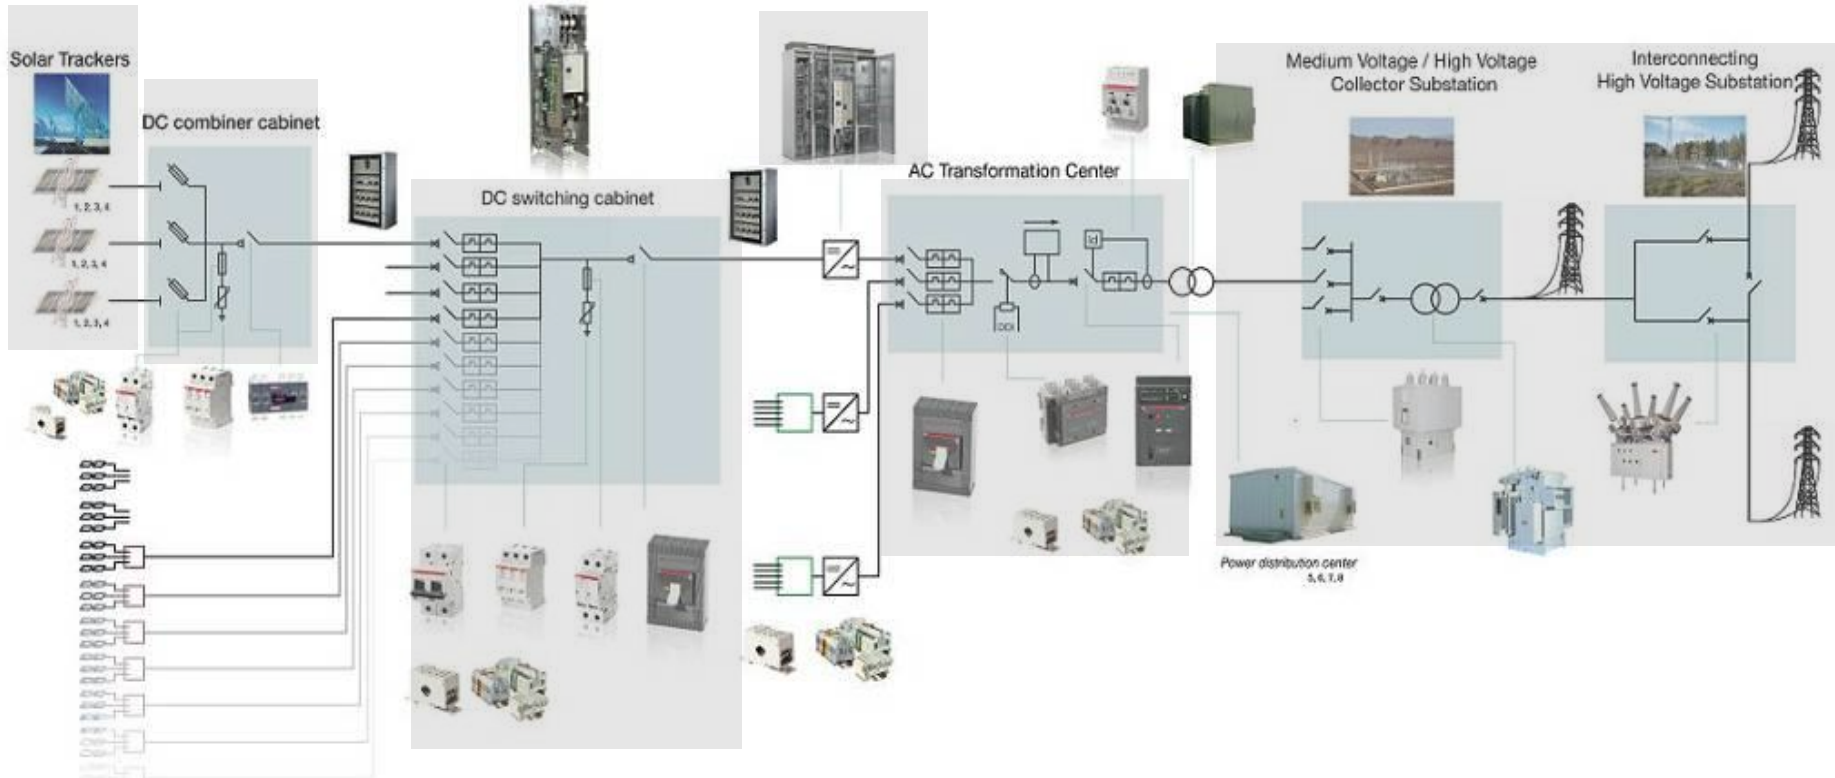 Solar Trackers
1, 2, 3, 4
1, 2, 3, 4
1, 2, 3, 4
DC combiner cabinet
DC switching cabinet
AC Transformation Center
Id
Medium Voltage / High Voltage
Collector Substation
Interconnecting
High Voltage Substation
Power distribution center
5, 6, 7, 8